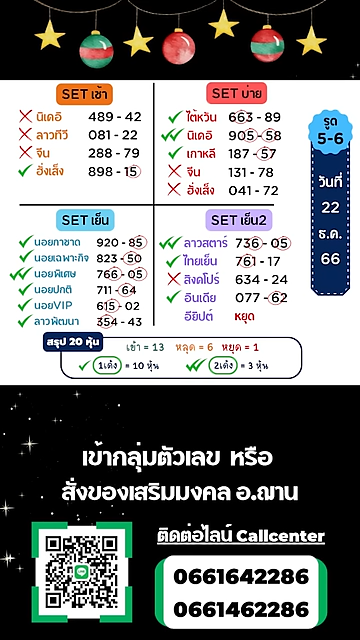 SET เช้า
นิเคอิ 489 - 42
ลาวทีวี 081 - 22
จีน 288 - 79
ฮั่งเส็ง 898 - 15
SET บ่าย
ไต้หวัน 663 - 89
นิเคอิ 905 - 58
เกาหลี 187 - 57
จีน 131 - 78
ฮั่งเส็ง 041 - 72
รูด
5-6
วันที่
22
ธ.ค.
66
SET เย็น
นอยกาชาด 920 - 85
นอยเฉพาะกิจ 823 - 50
นอยพิเศษ 766 - 05
นอยปกติ 711 - 64
นอยVIP 615 - 02
ลาวพัฒนา 354 - 43
SET เย็น2
ลาวสตาร์ 736 - 05
ไทยเย็น 761 - 17
สิงคโปร์ 634 - 24
อินเดีย 077 - 62
อียิปต์ หยุด
สรุป 20 หุ้น
เข้า = 13 หลุด = 6 หยุด = 1
1เด้ง = 10 หุ้น 2เด้ง = 3 หุ้น
เข้ากลุ่มตัวเลข หรือ
สั่งของเสริมมงคล อ.ฌาน
ติดต่อไลน์ Callcenter
0661642286
0661462286